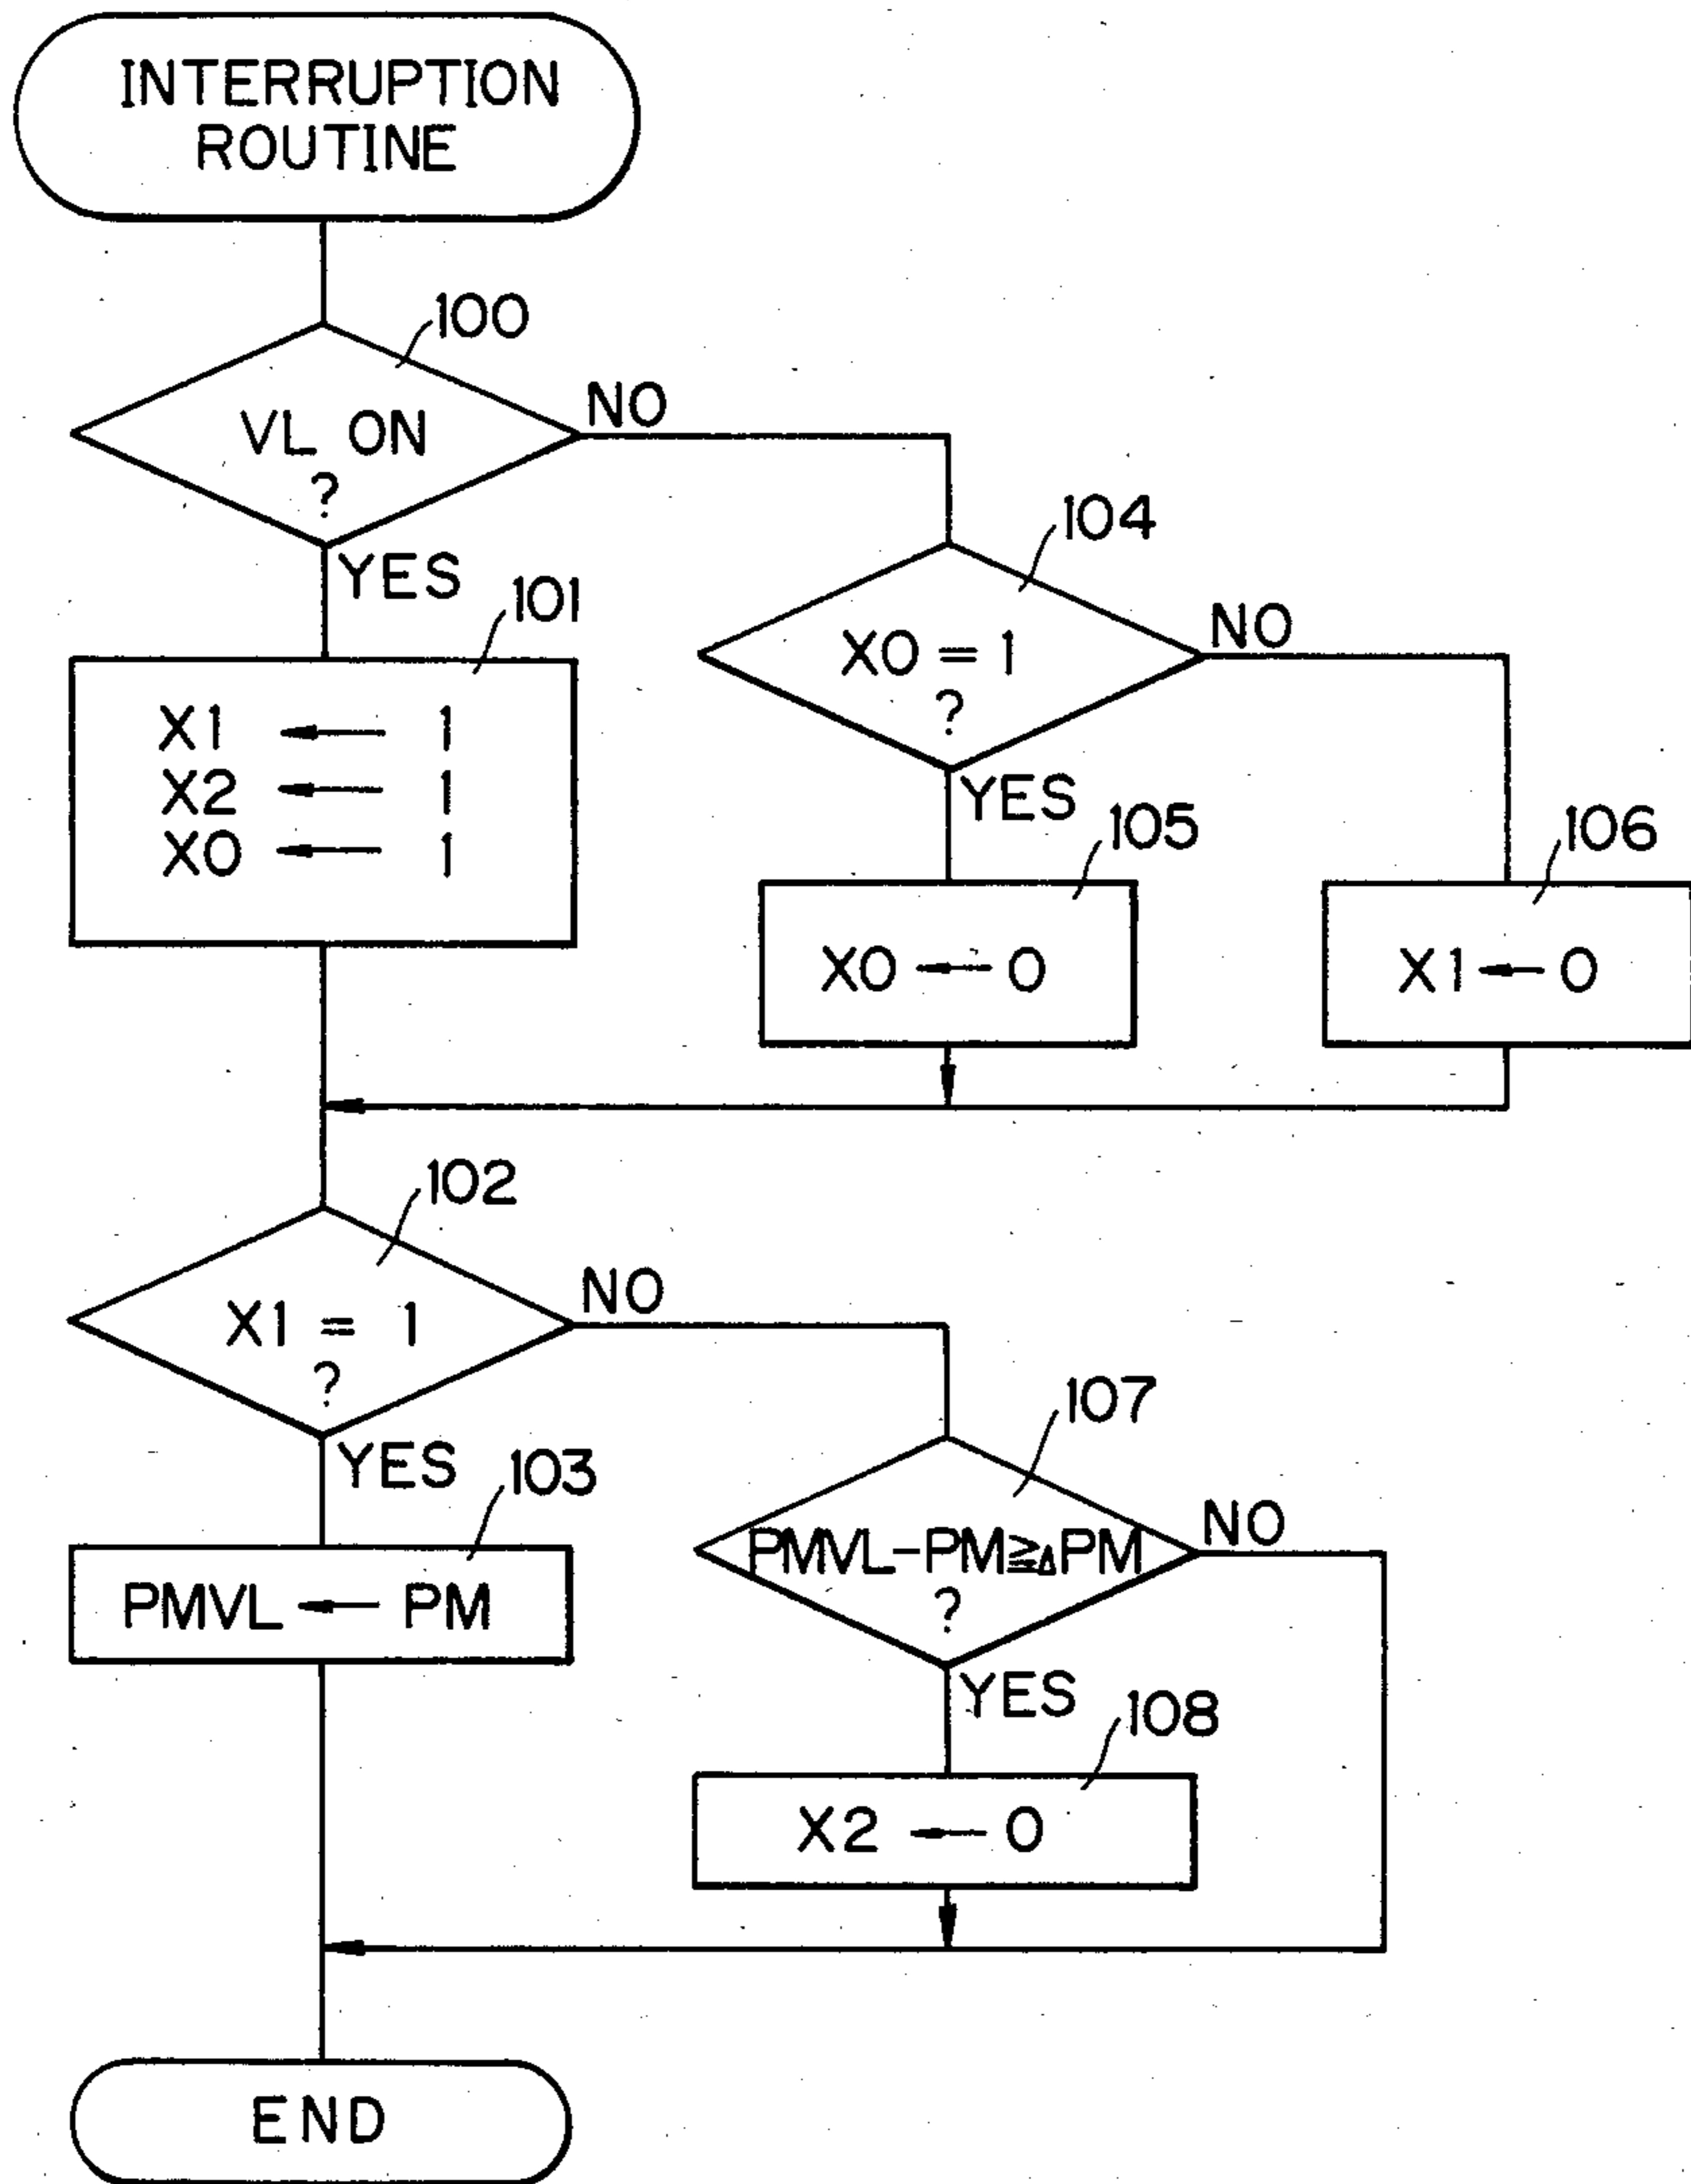 INTERRUPTION
ROUTINE
100
VL ON
?
NO
YES
101
X1 ← 1
X2 ← 1
X0 ← 1
104
X0 = 1
?
NO
YES
105
X0 ← 0
106
X1 ← 0
102
X1 = 1
?
NO
YES
103
PMVL ← PM
107
PMVL-PM≧ΔPM
?
NO
YES
108
X2 ← 0
END